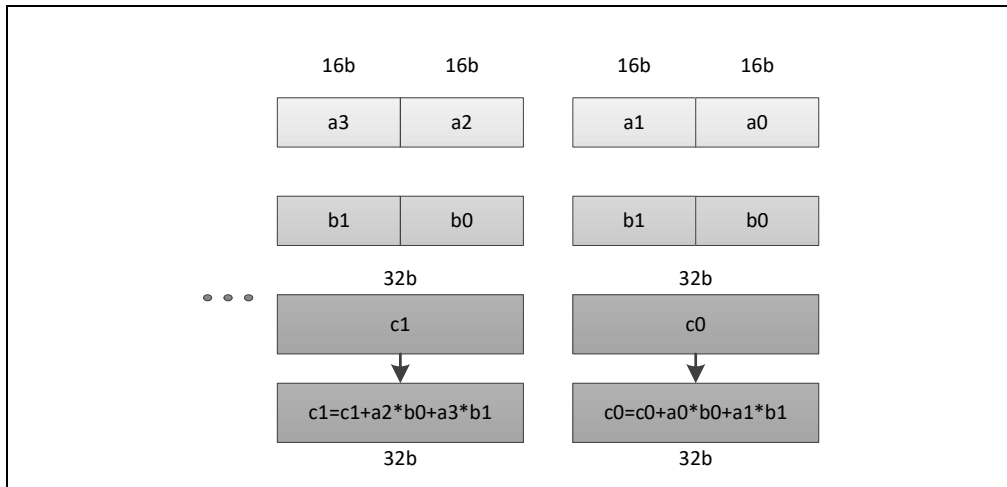 16b 16b 16b 16b
a3 a2 a1 a0
b1 b0 b1 b0
32b 32b
c1 c0
c1=c1+a2*b0+a3*b1 c0=c0+a0*b0+a1*b1
32b 32b